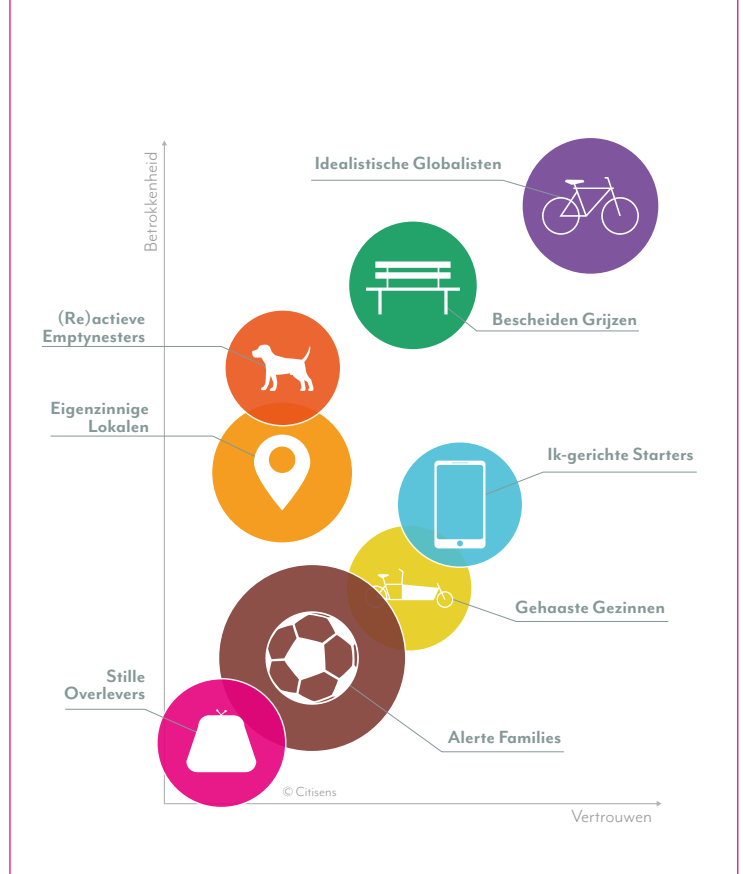 Betrokkenheid
Idealistische Globalisten
(Re)actieve
Emptynesters
Bescheiden Grijzen
Eigenzinnige
Lokalen
Ik-gerichte Starters
Gehaaste Gezinnen
Stille
Overlevers
Alerte Families
© Citisens
Vertrouwen